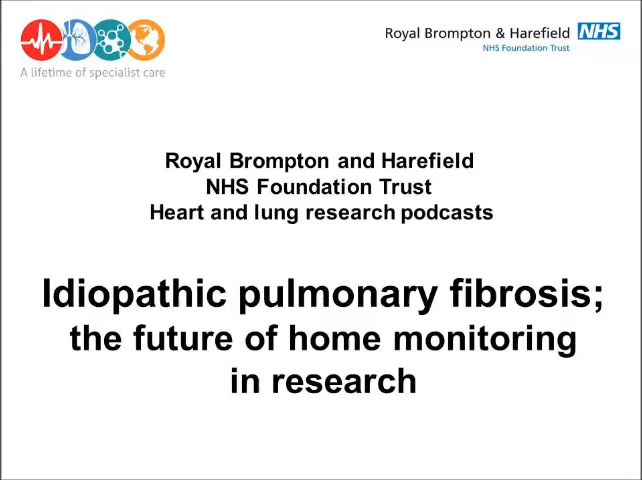 Royal Brompton & Harefield NHS
NHS Foundation Trust
A lifetime of specialist care
Royal Brompton and Harefield
NHS Foundation Trust
Heart and lung research podcasts
Idiopathic pulmonary fibrosis;
the future of home monitoring
in research